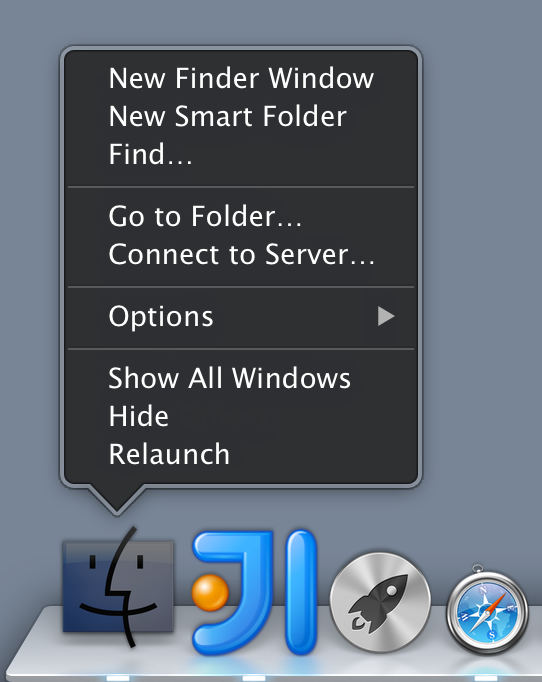 New Finder Window
New Smart Folder
Find…
Go to Folder…
Connect to Server…
Options
Show All Windows
Hide
Relaunch
JI
N
E
S
W